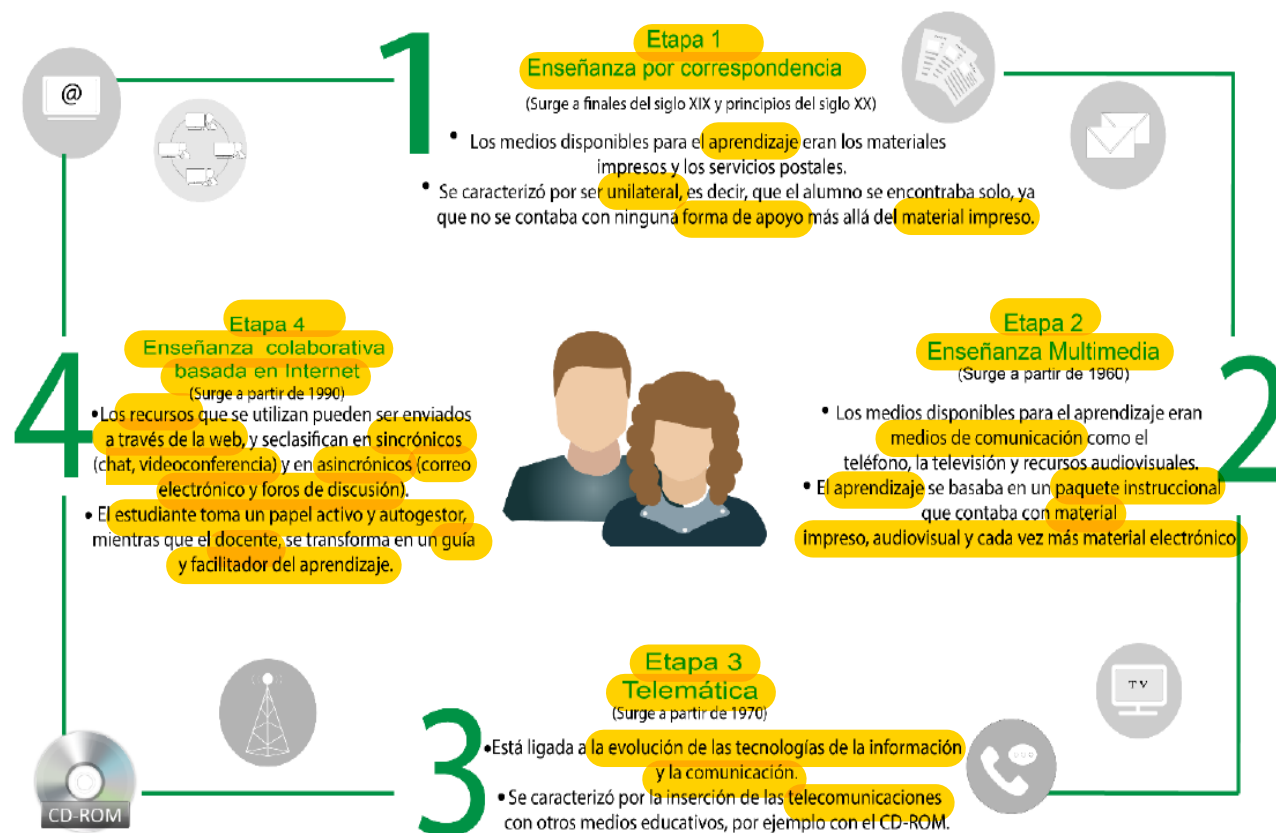 1
Etapa 1
Enseñanza por correspondencia
(Surge a finales del siglo XIX y principios del siglo XX)
• Los medios disponibles para el aprendizaje eran los materiales
impresos y los servicios postales.
• Se caracterizó por ser unilateral, es decir, que el alumno se encontraba solo, ya
que no se contaba con ninguna forma de apoyo más allá del material impreso.
2
Etapa 2
Enseñanza Multimedia
(Surge a partir de 1960)
• Los medios disponibles para el aprendizaje eran
medios de comunicación como el
teléfono, la televisión y recursos audiovisuales.
• El aprendizaje se basaba en un paquete instruccional
que contaba con material
impreso, audiovisual y cada vez más material electrónico
TV
3
Etapa 3
Telemática
(Surge a partir de 1970)
•Está ligada a la evolución de las tecnologías de la información
y la comunicación.
• Se caracterizó por la inserción de las telecomunicaciones
con otros medios educativos, por ejemplo con el CD-ROM.
CD-ROM
4
Etapa 4
Enseñanza colaborativa
basada en Internet
(Surge a partir de 1990)
•Los recursos que se utilizan pueden ser enviados
a través de la web, y seclasifican en sincrónicos
(chat, videoconferencia) y en asincrónicos (correo
electrónico y foros de discusión).
• El estudiante toma un papel activo y autogestor,
mientras que el docente, se transforma en un guía
y facilitador del aprendizaje.
@